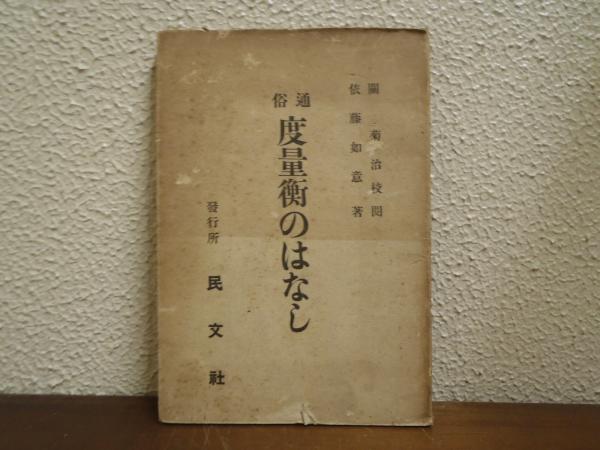 關菊治校閲
依藤如意著
通俗
度量衡のはなし
發行所 民文社